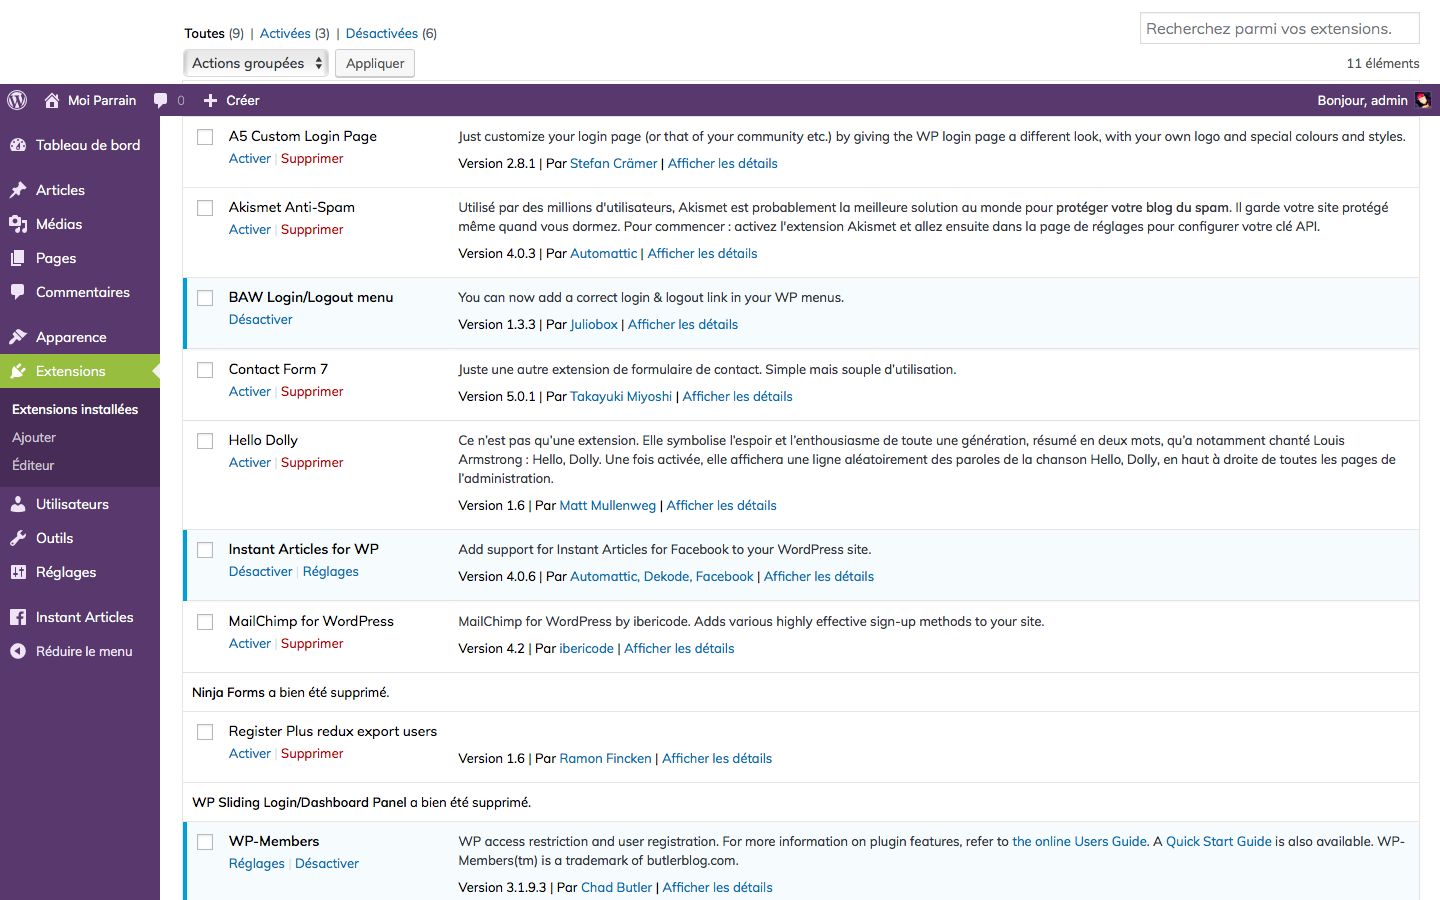 Toutes (9) | Activées (3) | Désactivées (6)
Recherchez parmi vos extensions.
Actions groupées
Appliquer
11 éléments
Moi Parrain
0
Créer
Bonjour, admin
Tableau de bord
Articles
Médias
Pages
Commentaires
Apparence
Extensions
Extensions installées
Ajouter
Éditeur
Utilisateurs
Outils
Réglages
Instant Articles
Réduire le menu
A5 Custom Login Page
Activer | Supprimer
Just customize your login page (or that of your community etc.) by giving the WP login page a different look, with your own logo and special colours and styles.
Version 2.8.1 | Par Stefan Crämer | Afficher les détails
Akismet Anti-Spam
Activer | Supprimer
Utilisé par des millions d'utilisateurs, Akismet est probablement la meilleure solution au monde pour protéger votre blog du spam. Il garde votre site protégé
même quand vous dormez. Pour commencer : activez l'extension Akismet et allez ensuite dans la page de réglages pour configurer votre clé API.
Version 4.0.3 | Par Automattic | Afficher les détails
BAW Login/Logout menu
Désactiver
You can now add a correct login & logout link in your WP menus.
Version 1.3.3 | Par Juliobox | Afficher les détails
Contact Form 7
Activer | Supprimer
Juste une autre extension de formulaire de contact. Simple mais souple d'utilisation.
Version 5.0.1 | Par Takayuki Miyoshi | Afficher les détails
Hello Dolly
Activer | Supprimer
Ce n'est pas qu'une extension. Elle symbolise l'espoir et l'enthousiasme de toute une génération, résumé en deux mots, qu'a notamment chanté Louis
Armstrong : Hello, Dolly. Une fois activée, elle affichera une ligne aléatoirement des paroles de la chanson Hello, Dolly, en haut à droite de toutes les pages de
l'administration.
Version 1.6 | Par Matt Mullenweg | Afficher les détails
Instant Articles for WP
Désactiver | Réglages
Add support for Instant Articles for Facebook to your WordPress site.
Version 4.0.6 | Par Automattic, Dekode, Facebook | Afficher les détails
MailChimp for WordPress
Activer | Supprimer
MailChimp for WordPress by ibericode. Adds various highly effective sign-up methods to your site.
Version 4.2 | Par ibericode | Afficher les détails
Ninja Forms a bien été supprimé.
Register Plus redux export users
Activer | Supprimer
Version 1.6 | Par Ramon Fincken | Afficher les détails
WP Sliding Login/Dashboard Panel a bien été supprimé.
WP-Members
Réglages | Désactiver
WP access restriction and user registration. For more information on plugin features, refer to the online Users Guide. A Quick Start Guide is also available. WP-
Members(tm) is a trademark of butlerblog.com.
Version 3.1.9.3 | Par Chad Butler | Afficher les détails